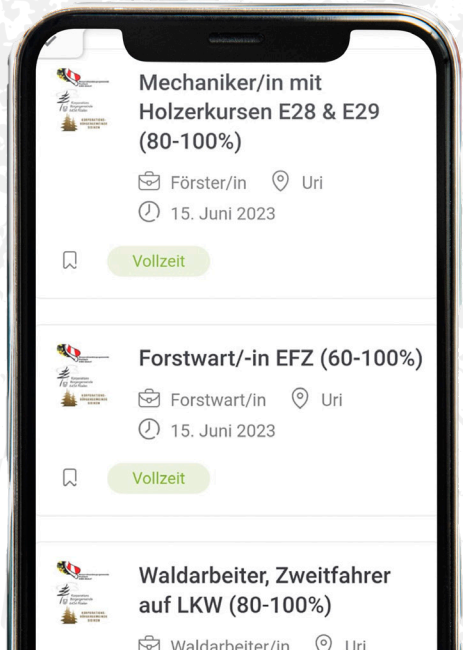 Mechaniker/in mit
Holzerkursen E28 & E29
(80-100%)
Förster/in Uri
15. Juni 2023
Vollzeit
Forstwart/-in EFZ (60-100%)
Forstwart/in Uri
15. Juni 2023
Vollzeit
Waldarbeiter, Zweitfahrer
auf LKW (80-100%)
Waldarbeiter/in Uri